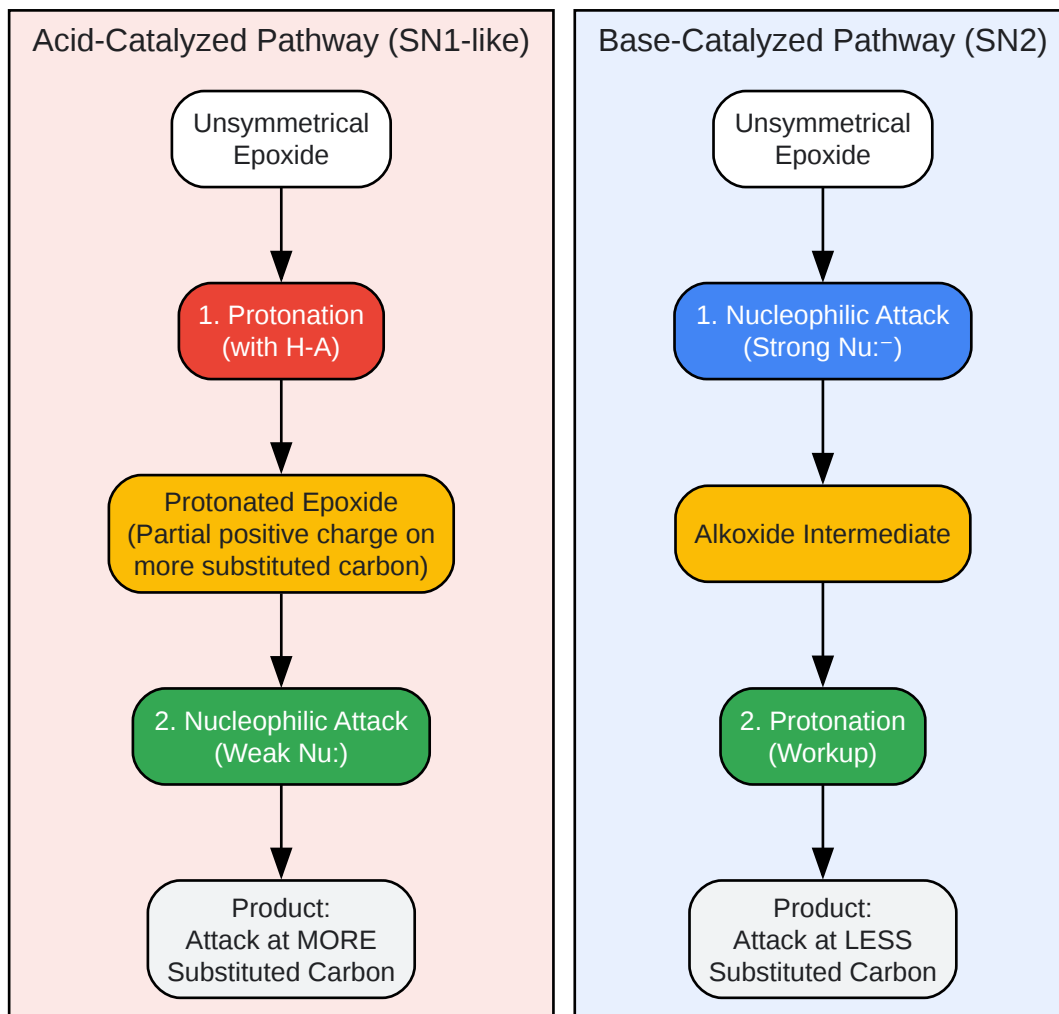 Acid-Catalyzed Pathway (SN1-like)
Unsymmetrical
Epoxide
1. Protonation
(with H-A)
Protonated Epoxide
(Partial positive charge on
more substituted carbon)
2. Nucleophilic Attack
(Weak Nu:)
Product:
Attack at MORE
Substituted Carbon
Base-Catalyzed Pathway (SN2)
Unsymmetrical
Epoxide
1. Nucleophilic Attack
(Strong Nu:⁻)
Alkoxide Intermediate
2. Protonation
(Workup)
Product:
Attack at LESS
Substituted Carbon